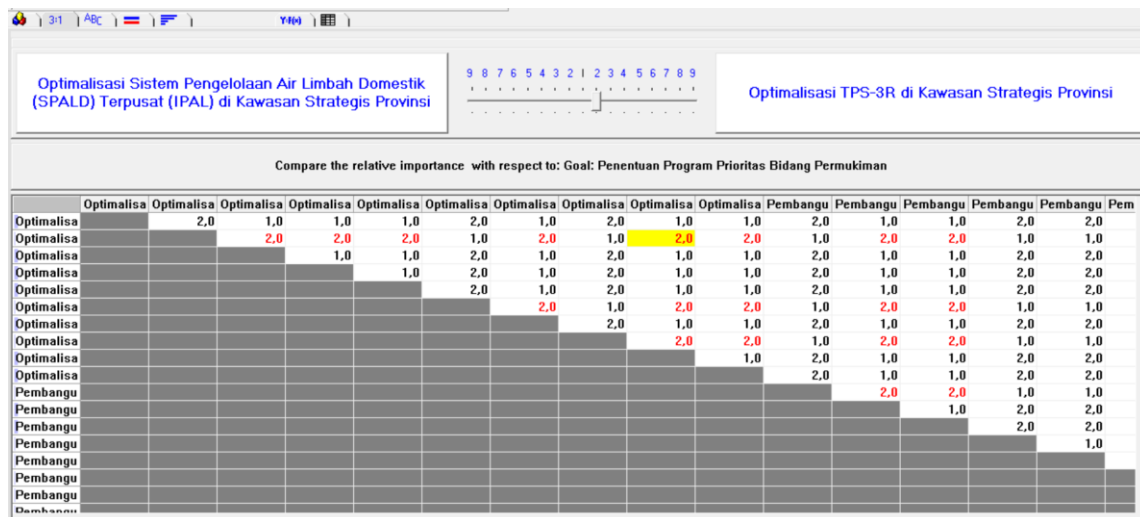 3:1 ABC Y=f(x)
Optimalisasi Sistem Pengelolaan Air Limbah Domestik
(SPALD) Terpusat (IPAL) di Kawasan Strategis Provinsi
9 8 7 6 5 4 3 2 1 2 3 4 5 6 7 8 9
Optimalisasi TPS-3R di Kawasan Strategis Provinsi
Compare the relative importance with respect to: Goal: Penentuan Program Prioritas Bidang Permukiman
Optimalisa Optimalisa Optimalisa Optimalisa Optimalisa Optimalisa Optimalisa Optimalisa Optimalisa Optimalisa Pembangu Pembangu Pembangu Pembangu Pembangu Pem
Optimalisa 2,0 1,0 1,0 1,0 2,0 1,0 2,0 1,0 1,0 2,0 1,0 1,0 2,0 2,0
Optimalisa 2,0 2,0 2,0 1,0 2,0 1,0 2,0 2,0 1,0 2,0 2,0 1,0 1,0
Optimalisa 1,0 1,0 2,0 1,0 2,0 1,0 1,0 2,0 1,0 1,0 2,0 2,0
Optimalisa 1,0 2,0 1,0 2,0 1,0 1,0 2,0 1,0 1,0 2,0 2,0
Optimalisa 2,0 1,0 2,0 1,0 1,0 2,0 1,0 1,0 2,0 2,0
Optimalisa 2,0 1,0 2,0 2,0 1,0 2,0 2,0 1,0 1,0
Optimalisa 2,0 1,0 1,0 2,0 1,0 1,0 2,0 2,0
Optimalisa 2,0 2,0 1,0 2,0 2,0 1,0 1,0
Optimalisa 1,0 2,0 1,0 1,0 2,0 2,0
Optimalisa 2,0 1,0 1,0 2,0 2,0
Pembangu 2,0 2,0 1,0 1,0
Pembangu 1,0 2,0 2,0
Pembangu 2,0 2,0
Pembangu 1,0
Pembangu
Pembangu
Pembangu
Pembangu